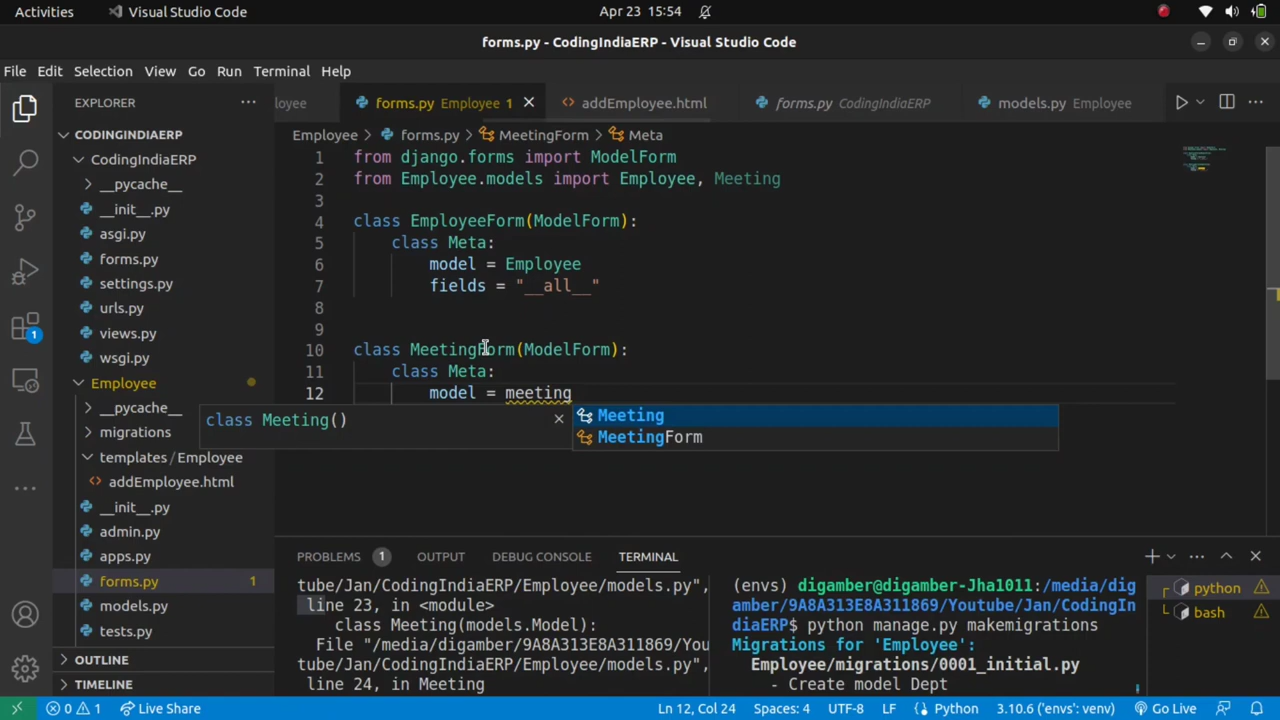 Activities
Visual Studio Code
Apr 23 15:54
forms.py - CodingIndiaERP - Visual Studio Code
File Edit Selection View Go Run Terminal Help
EXPLORER
loyee
forms.py Employee 1
addEmployee.html
forms.py CodingIndiaERP
models.py Employee
CODINGINDIAERP
CodingIndiaERP
__pycache__
__init__.py
asgi.py
forms.py
settings.py
urls.py
views.py
wsgi.py
Employee
__pycache__
migrations
templates / Employee
addEmployee.html
__init__.py
admin.py
apps.py
forms.py 1
models.py
tests.py
OUTLINE
TIMELINE
1
Employee > forms.py > MeetingForm > Meta
1 from django.forms import ModelForm
2 from Employee.models import Employee, Meeting
3
4 class EmployeeForm(ModelForm):
5 class Meta:
6 model = Employee
7 fields = "__all__"
8
9
10 class MeetingForm(ModelForm):
11 class Meta:
12 model = meeting
class Meeting()
Meeting
MeetingForm
PROBLEMS 1 OUTPUT DEBUG CONSOLE TERMINAL
tube/Jan/CodingIndiaERP/Employee/models.py",
line 23, in <module>
class Meeting(models.Model):
File "/media/digamber/9A8A313E8A311869/You
tube/Jan/CodingIndiaERP/Employee/models.py",
line 24, in Meeting
(envs) digamber@digamber-Jha1011:/media/dig
amber/9A8A313E8A311869/Youtube/Jan/CodingIn
diaERP$ python manage.py makemigrations
Migrations for 'Employee':
Employee/migrations/0001_initial.py
- Create model Dept
python
bash
0 1 Live Share
Ln 12, Col 24 Spaces: 4 UTF-8 LF Python 3.10.6 ('envs': venv) Go Live